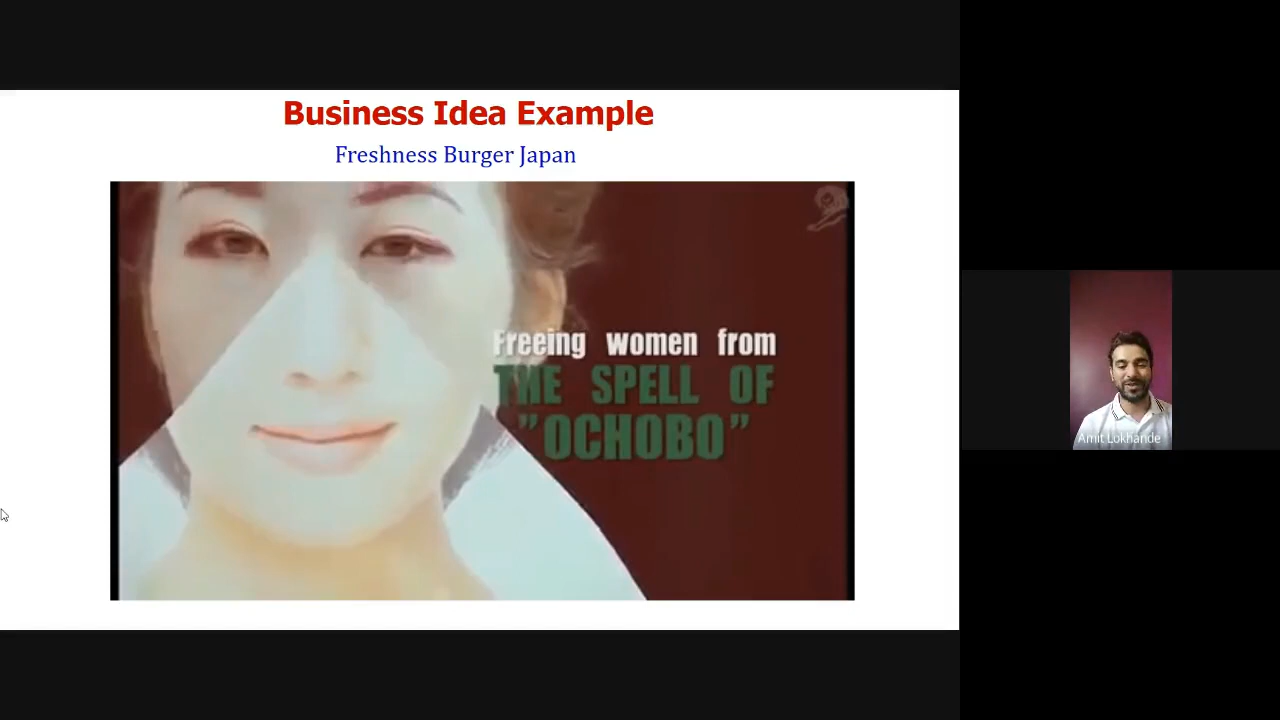 Business Idea Example
Freshness Burger Japan
Freeing women from
THE SPELL OF
"OCHOBO"
Amit Lokhande